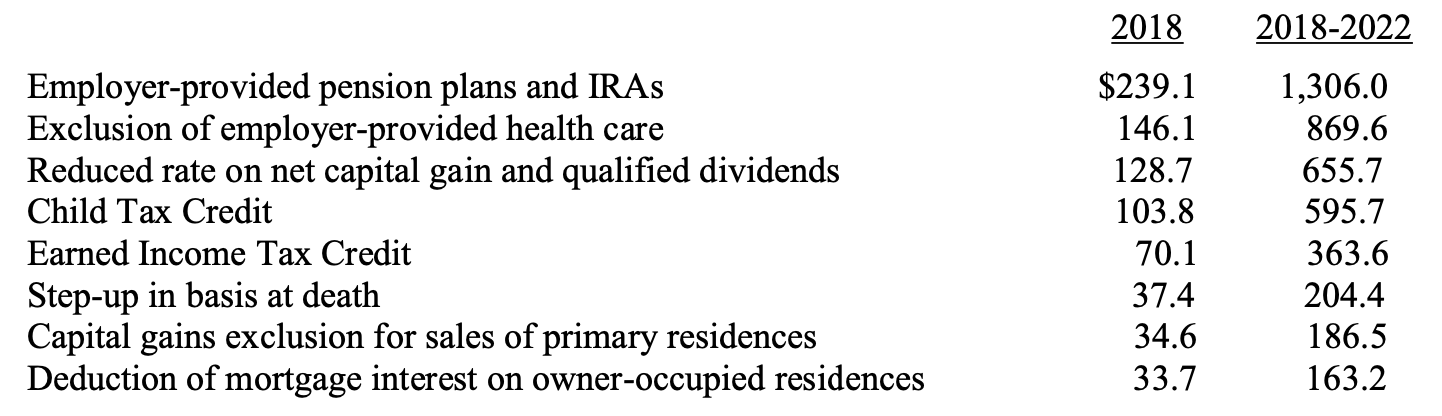 2018 2018-2022
Employer-provided pension plans and IRAs $239.1 1,306.0
Exclusion of employer-provided health care 146.1 869.6
Reduced rate on net capital gain and qualified dividends 128.7 655.7
Child Tax Credit 103.8 595.7
Earned Income Tax Credit 70.1 363.6
Step-up in basis at death 37.4 204.4
Capital gains exclusion for sales of primary residences 34.6 186.5
Deduction of mortgage interest on owner-occupied residences 33.7 163.2